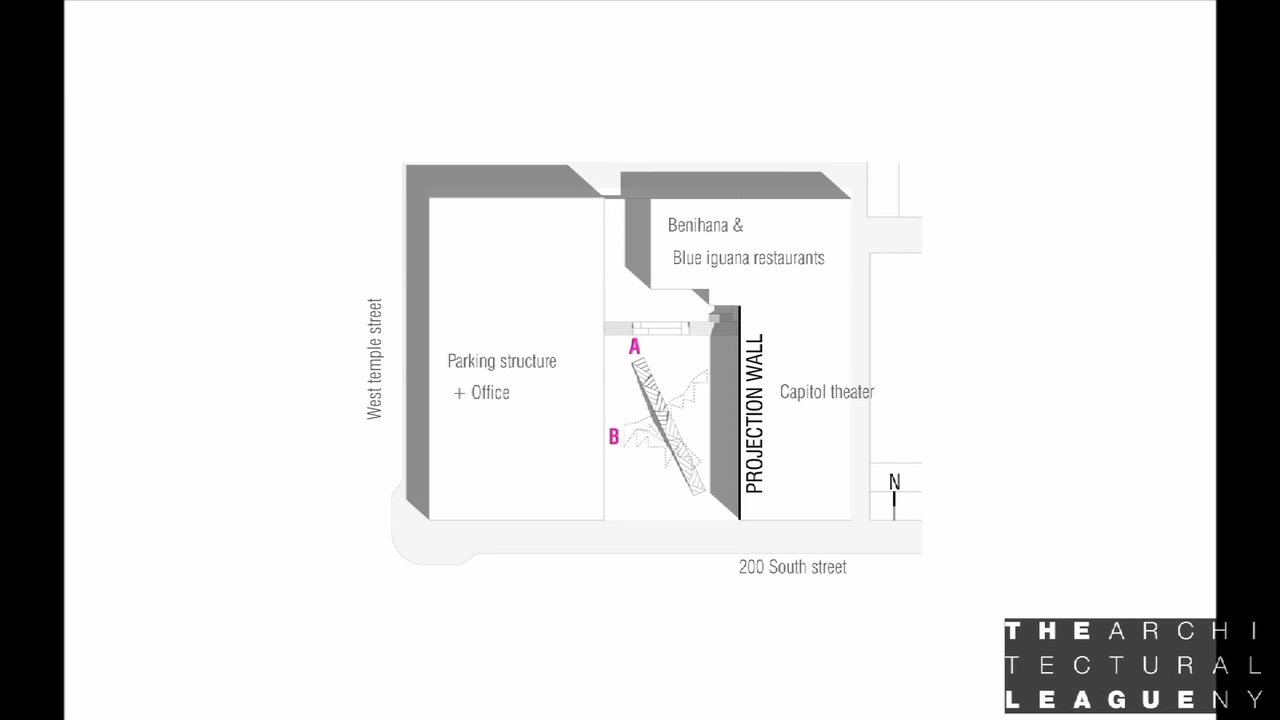 Benihana &
Blue iguana restaurants
West temple street
Parking structure
+ Office
A
B
PROJECTION WALL
Capitol theater
N
200 South street
THE ARCHI
TECTURAL
LEAGUE NY